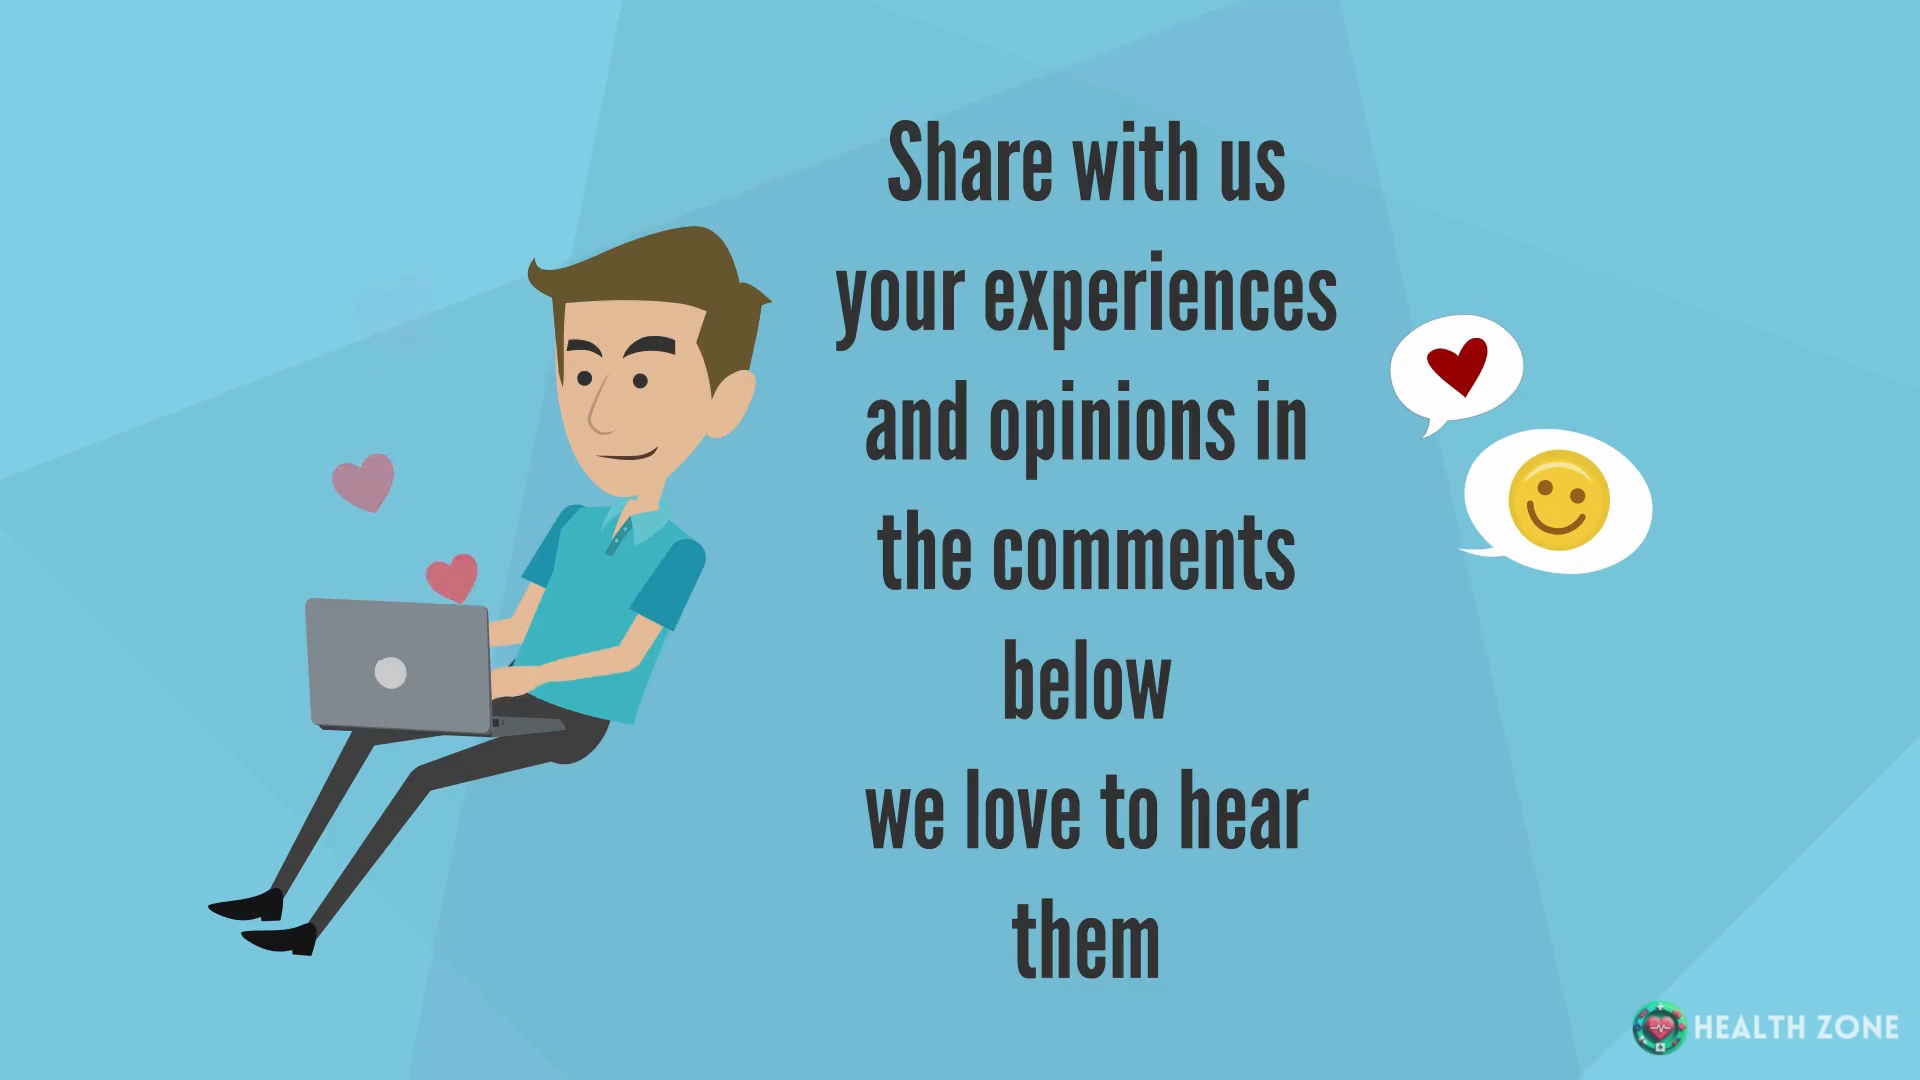 Share with us
your experiences
and opinions in
the comments
below
we love to hear
them
HEALTH ZONE